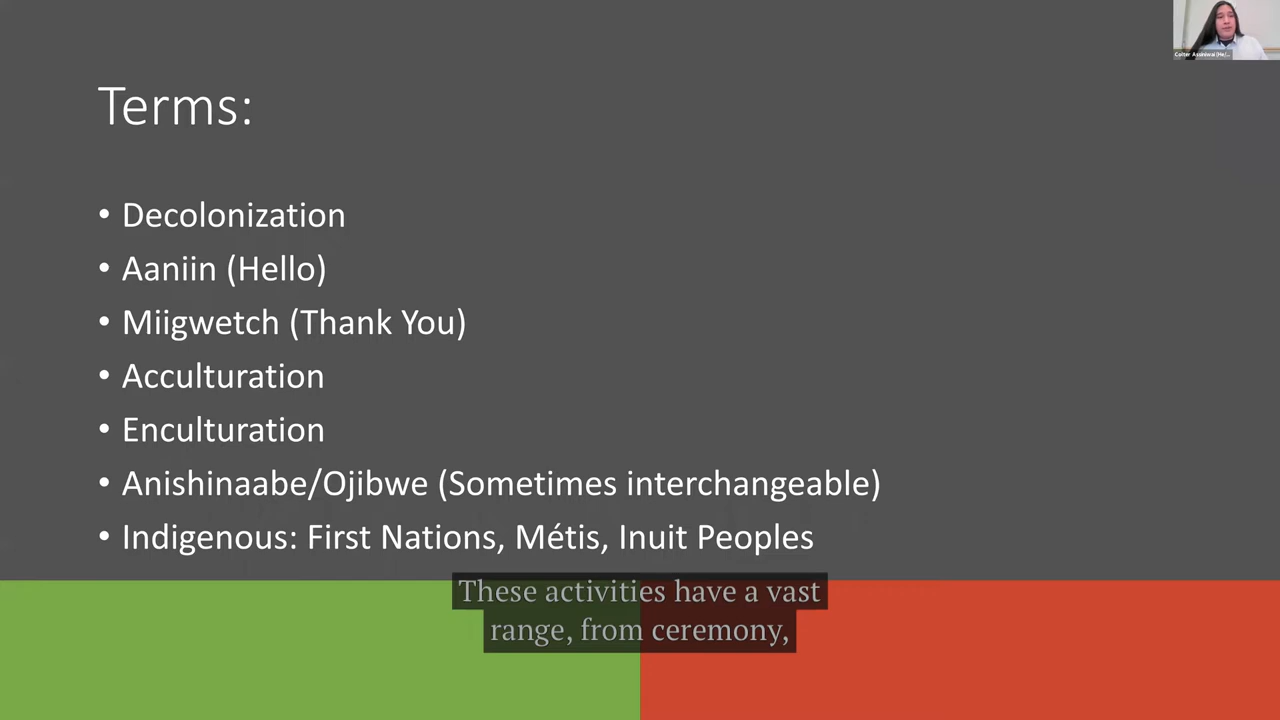 Terms:
• Decolonization
• Aaniin (Hello)
• Miigwetch (Thank You)
• Acculturation
• Enculturation
• Anishinaabe/Ojibwe (Sometimes interchangeable)
• Indigenous: First Nations, Métis, Inuit Peoples
These activities have a vast
range, from ceremony,